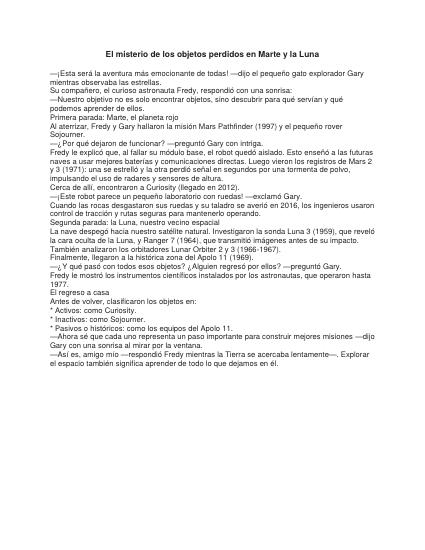 El misterio de los objetos perdidos en Marte y la Luna
—¡Esta será la aventura más emocionante de todas! —dijo el pequeño gato explorador Gary
mientras observaba las estrellas.
Su compañero, el curioso astronauta Fredy, respondió con una sonrisa:
—Nuestro objetivo no es solo encontrar objetos, sino descubrir para qué servían y qué
podemos aprender de ellos.
Primera parada: Marte, el planeta rojo
Al aterrizar, Fredy y Gary hallaron la misión Mars Pathfinder (1997) y el pequeño rover
Sojourner.
—¿Por qué dejaron de funcionar? —preguntó Gary con intriga.
Fredy le explicó que, al fallar su módulo base, el robot quedó aislado. Esto enseñó a las futuras
naves a usar mejores baterías y comunicaciones directas. Luego vieron los registros de Mars 2
y 3 (1971): una se estrelló y la otra perdió señal en segundos por una tormenta de polvo,
impulsando el uso de radares y sensores de altura.
Cerca de allí, encontraron a Curiosity (llegado en 2012).
—¡Este robot parece un pequeño laboratorio con ruedas! —exclamó Gary.
Cuando las rocas desgastaron sus ruedas y su taladro se averió en 2016, los ingenieros usaron
control de tracción y rutas seguras para mantenerlo operando.
Segunda parada: la Luna, nuestro vecino espacial
La nave despegó hacia nuestro satélite natural. Investigaron la sonda Luna 3 (1959), que reveló
la cara oculta de la Luna, y Ranger 7 (1964), que transmitió imágenes antes de su impacto.
También analizaron los orbitadores Lunar Orbiter 2 y 3 (1966-1967).
Finalmente, llegaron a la histórica zona del Apolo 11 (1969).
—¿Y qué pasó con todos esos objetos? ¿Alguien regresó por ellos? —preguntó Gary.
Fredy le mostró los instrumentos científicos instalados por los astronautas, que operaron hasta
1977.
El regreso a casa
Antes de volver, clasificaron los objetos en:
* Activos: como Curiosity.
* Inactivos: como Sojourner.
* Pasivos o históricos: como los equipos del Apolo 11.
—Ahora sé que cada uno representa un paso importante para construir mejores misiones —dijo
Gary con una sonrisa al mirar por la ventana.
—Así es, amigo mío —respondió Fredy mientras la Tierra se acercaba lentamente—. Explorar
el espacio también significa aprender de todo lo que dejamos en él.